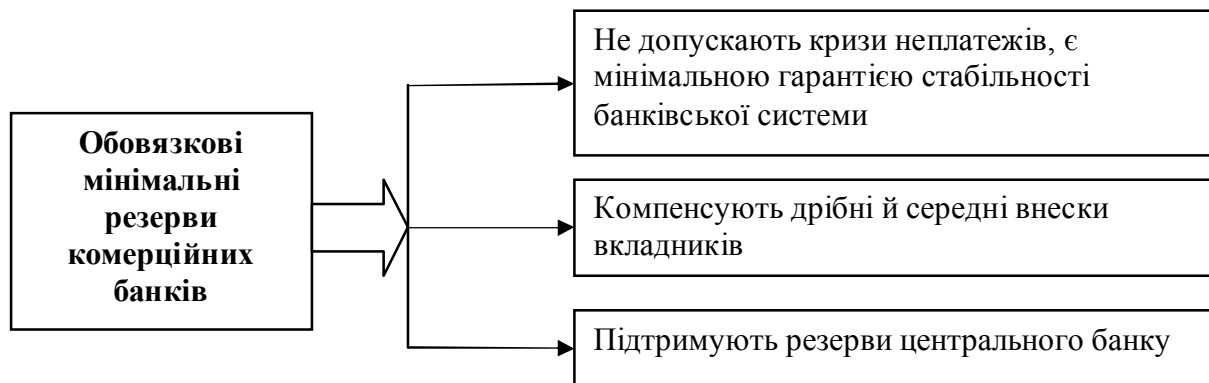 Обовязкові
мінімальні
резерви
комерційних
банків
Не допускають кризи неплатежів, є
мінімальною гарантією стабільності
банківської системи
Компенсують дрібні й середні внески
вкладників
Підтримують резерви центрального банку